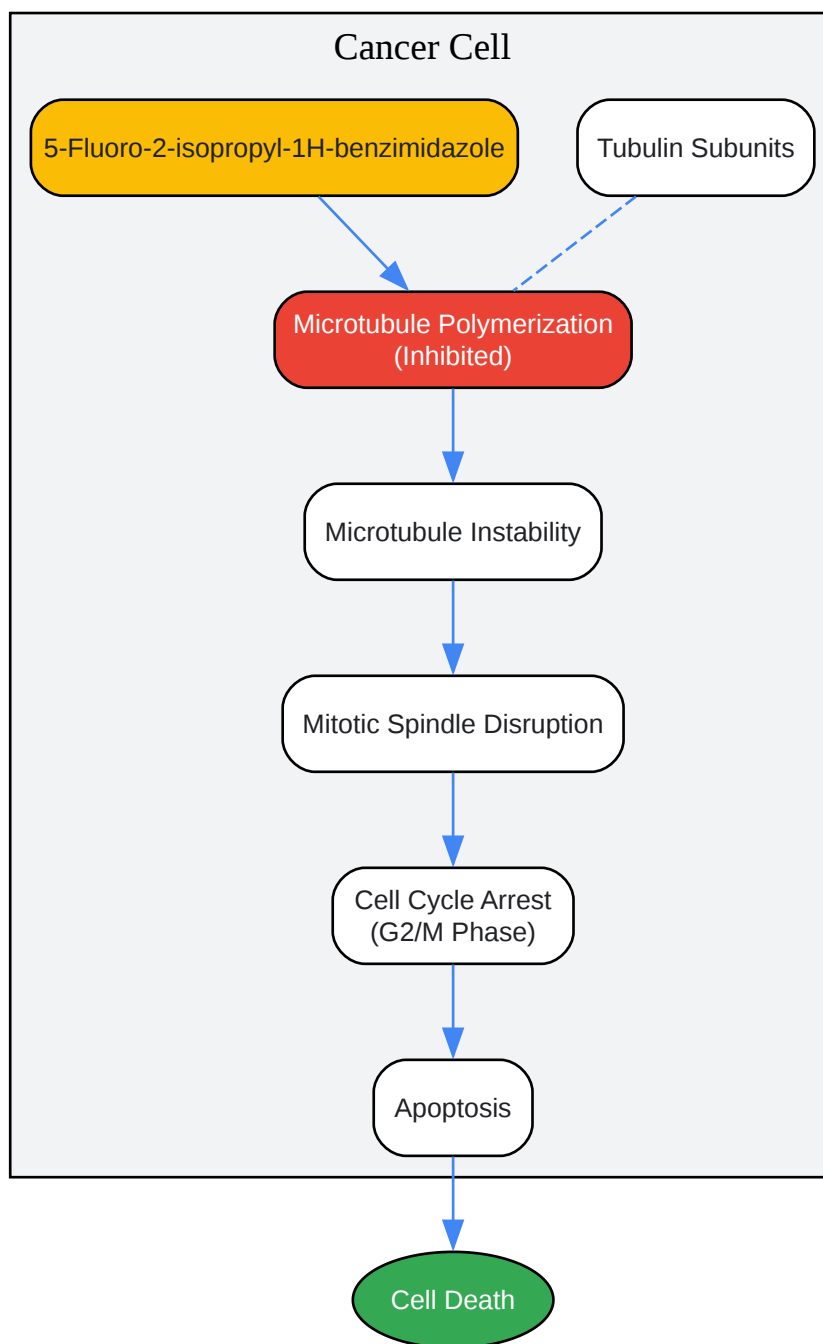 Cancer Cell
5-Fluoro-2-isopropyl-1H-benzimidazole
Tubulin Subunits
Microtubule Polymerization
(Inhibited)
Microtubule Instability
Mitotic Spindle Disruption
Cell Cycle Arrest
(G2/M Phase)
Apoptosis
Cell Death